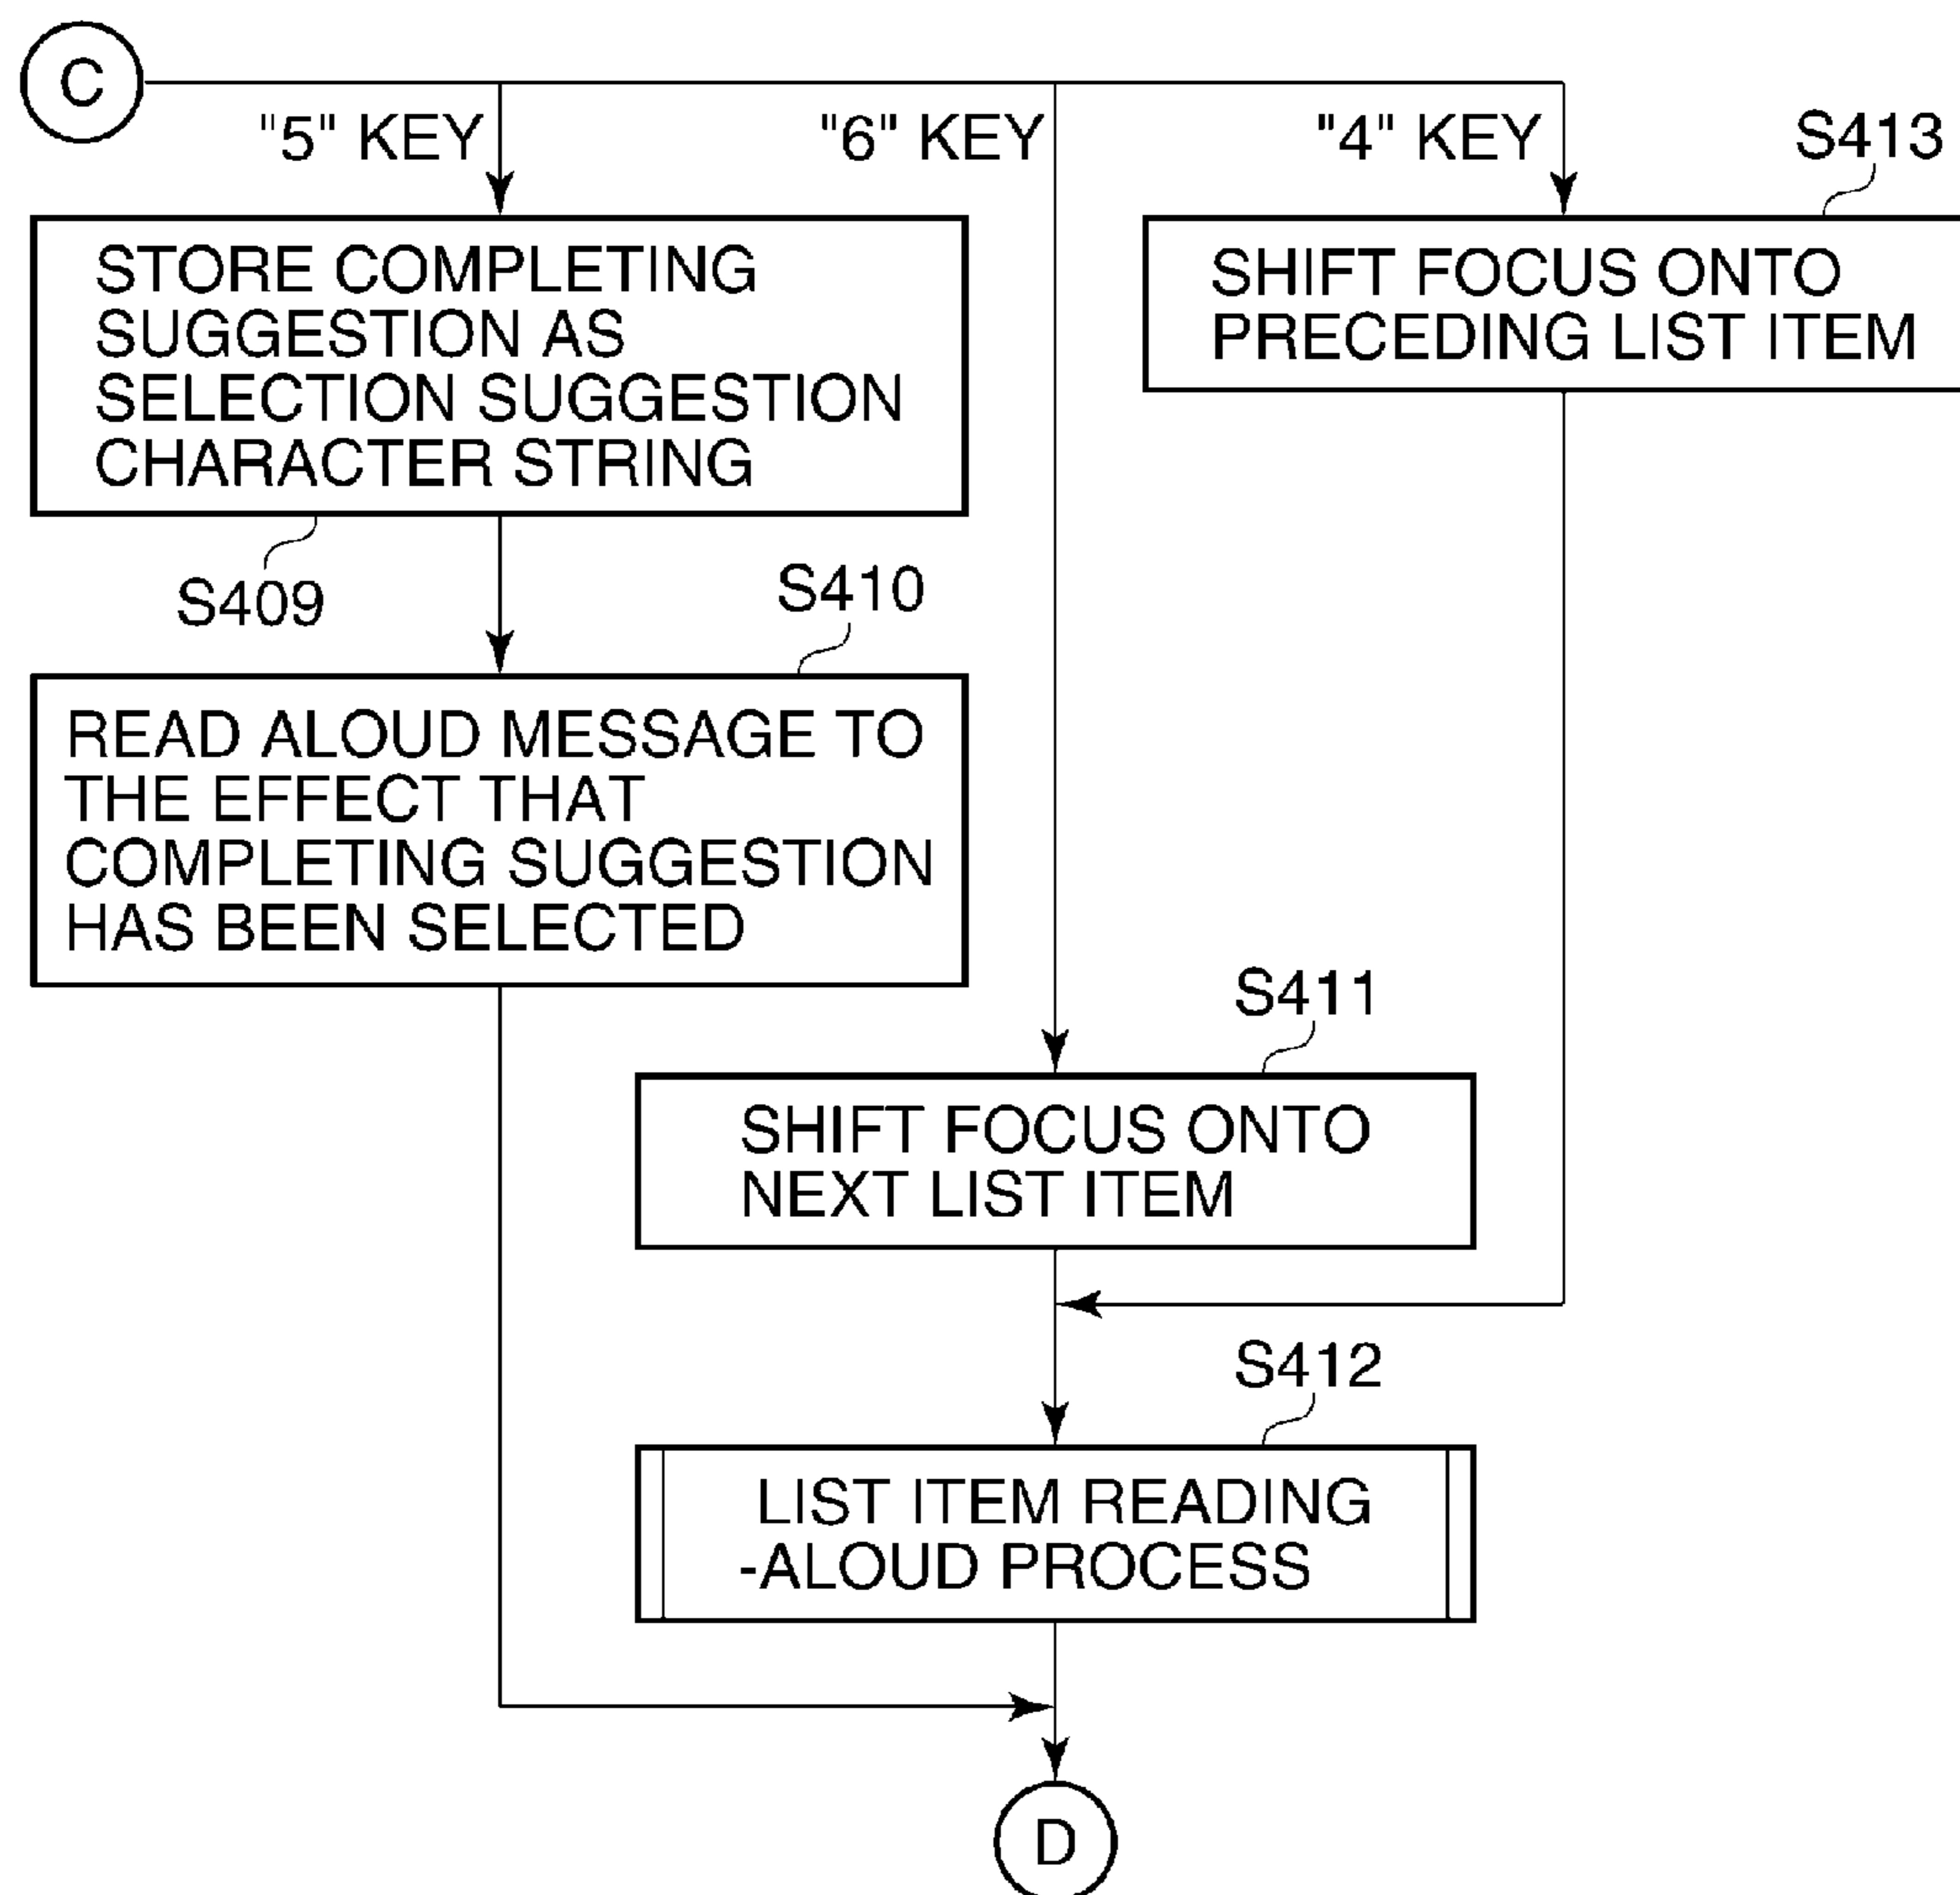 C
"5" KEY
"6" KEY
"4" KEY
S413
STORE COMPLETING
SUGGESTION AS
SELECTION SUGGESTION
CHARACTER STRING
SHIFT FOCUS ONTO
PRECEDING LIST ITEM
S409
S410
READ ALOUD MESSAGE TO
THE EFFECT THAT
COMPLETING SUGGESTION
HAS BEEN SELECTED
S411
SHIFT FOCUS ONTO
NEXT LIST ITEM
S412
LIST ITEM READING
-ALOUD PROCESS
D